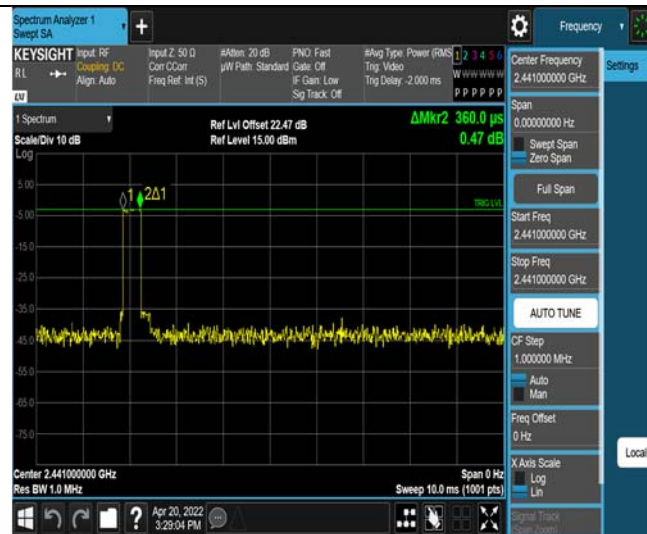 Spectrum Analyzer 1
Swept SA
Frequency
KEYSIGHT
RL
Input: RF
Coupling: DC
Align: Auto
Input Z: 50 Ω
Corr CCorr
Freq Ref: Int (S)
#Atten: 20 dB
µW Path: Standard
PNO: Fast
Gate: Off
IF Gain: Low
Sig Track: Off
#Avg Type: Power (RMS
Trig: Video
Trig Delay: -2.000 ms
1 2 3 4 5 6
W W W W W W
P P P P P P
LXI
1 Spectrum
Scale/Div 10 dB
Ref Lvl Offset 22.47 dB
Ref Level 15.00 dBm
ΔMkr2 360.0 µs
0.47 dB
Log
5.00
-5.00
-15.0
-25.0
-35.0
-45.0
-55.0
-65.0
-75.0
1
2Δ1
TRIG LVL
Center 2.441000000 GHz
Res BW 1.0 MHz
Span 0 Hz
Sweep 10.0 ms (1001 pts)
Apr 20, 2022
3:29:04 PM
Center Frequency
2.441000000 GHz
Settings
Span
0.00000000 Hz
Swept Span
Zero Span
Full Span
Start Freq
2.441000000 GHz
Stop Freq
2.441000000 GHz
AUTO TUNE
CF Step
1.000000 MHz
Auto
Man
Freq Offset
0 Hz
Local
X Axis Scale
Log
Lin
Signal Track
(Span Zoom)